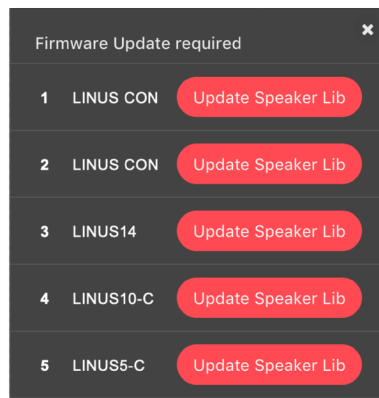 Firmware Update required
1 LINUS CON Update Speaker Lib
2 LINUS CON Update Speaker Lib
3 LINUS14 Update Speaker Lib
4 LINUS10-C Update Speaker Lib
5 LINUS5-C Update Speaker Lib